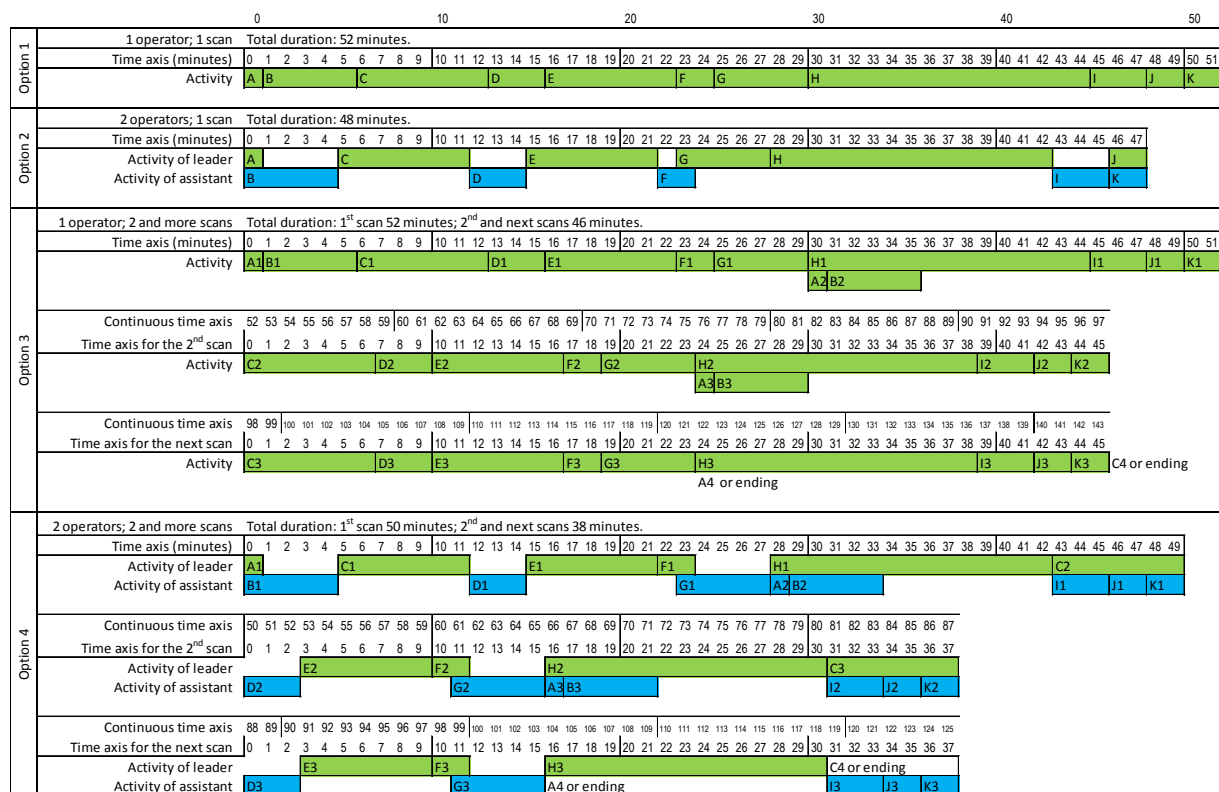 0 10 20 30 40 50
Option 1
1 operator; 1 scan Total duration: 52 minutes.
Time axis (minutes) 0 1 2 3 4 5 6 7 8 9 10 11 12 13 14 15 16 17 18 19 20 21 22 23 24 25 26 27 28 29 30 31 32 33 34 35 36 37 38 39 40 41 42 43 44 45 46 47 48 49 50 51
Activity A B C D E F G H I J K
Option 2
2 operators; 1 scan Total duration: 48 minutes.
Time axis (minutes) 0 1 2 3 4 5 6 7 8 9 10 11 12 13 14 15 16 17 18 19 20 21 22 23 24 25 26 27 28 29 30 31 32 33 34 35 36 37 38 39 40 41 42 43 44 45 46 47
Activity of leader A C E G H J
Activity of assistant B D F I K
Option 3
1 operator; 2 and more scans Total duration: 1st scan 52 minutes; 2nd and next scans 46 minutes.
Time axis (minutes) 0 1 2 3 4 5 6 7 8 9 10 11 12 13 14 15 16 17 18 19 20 21 22 23 24 25 26 27 28 29 30 31 32 33 34 35 36 37 38 39 40 41 42 43 44 45 46 47 48 49 50 51
Activity A1 B1 C1 D1 E1 F1 G1 H1 I1 J1 K1
A2 B2
Continuous time axis 52 53 54 55 56 57 58 59 60 61 62 63 64 65 66 67 68 69 70 71 72 73 74 75 76 77 78 79 80 81 82 83 84 85 86 87 88 89 90 91 92 93 94 95 96 97
Time axis for the 2nd scan 0 1 2 3 4 5 6 7 8 9 10 11 12 13 14 15 16 17 18 19 20 21 22 23 24 25 26 27 28 29 30 31 32 33 34 35 36 37 38 39 40 41 42 43 44 45
Activity C2 D2 E2 F2 G2 H2 I2 J2 K2
A3 B3
Continuous time axis 98 99 100 101 102 103 104 105 106 107 108 109 110 111 112 113 114 115 116 117 118 119 120 121 122 123 124 125 126 127 128 129 130 131 132 133 134 135 136 137 138 139 140 141 142 143
Time axis for the next scan 0 1 2 3 4 5 6 7 8 9 10 11 12 13 14 15 16 17 18 19 20 21 22 23 24 25 26 27 28 29 30 31 32 33 34 35 36 37 38 39 40 41 42 43 44 45
Activity C3 D3 E3 F3 G3 H3 I3 J3 K3 C4 or ending
A4 or ending
Option 4
2 operators; 2 and more scans Total duration: 1st scan 50 minutes; 2nd and next scans 38 minutes.
Time axis (minutes) 0 1 2 3 4 5 6 7 8 9 10 11 12 13 14 15 16 17 18 19 20 21 22 23 24 25 26 27 28 29 30 31 32 33 34 35 36 37 38 39 40 41 42 43 44 45 46 47 48 49
Activity of leader A1 C1 E1 F1 H1 C2
Activity of assistant B1 D1 G1 A2 B2 I1 J1 K1
Continuous time axis 50 51 52 53 54 55 56 57 58 59 60 61 62 63 64 65 66 67 68 69 70 71 72 73 74 75 76 77 78 79 80 81 82 83 84 85 86 87
Time axis for the 2nd scan 0 1 2 3 4 5 6 7 8 9 10 11 12 13 14 15 16 17 18 19 20 21 22 23 24 25 26 27 28 29 30 31 32 33 34 35 36 37
Activity of leader E2 F2 H2 C3
Activity of assistant D2 G2 A3 B3 I2 J2 K2
Continuous time axis 88 89 90 91 92 93 94 95 96 97 98 99 100 101 102 103 104 105 106 107 108 109 110 111 112 113 114 115 116 117 118 119 120 121 122 123 124 125
Time axis for the next scan 0 1 2 3 4 5 6 7 8 9 10 11 12 13 14 15 16 17 18 19 20 21 22 23 24 25 26 27 28 29 30 31 32 33 34 35 36 37
Activity of leader E3 F3 H3 C4 or ending
Activity of assistant D3 G3 A4 or ending I3 J3 K3